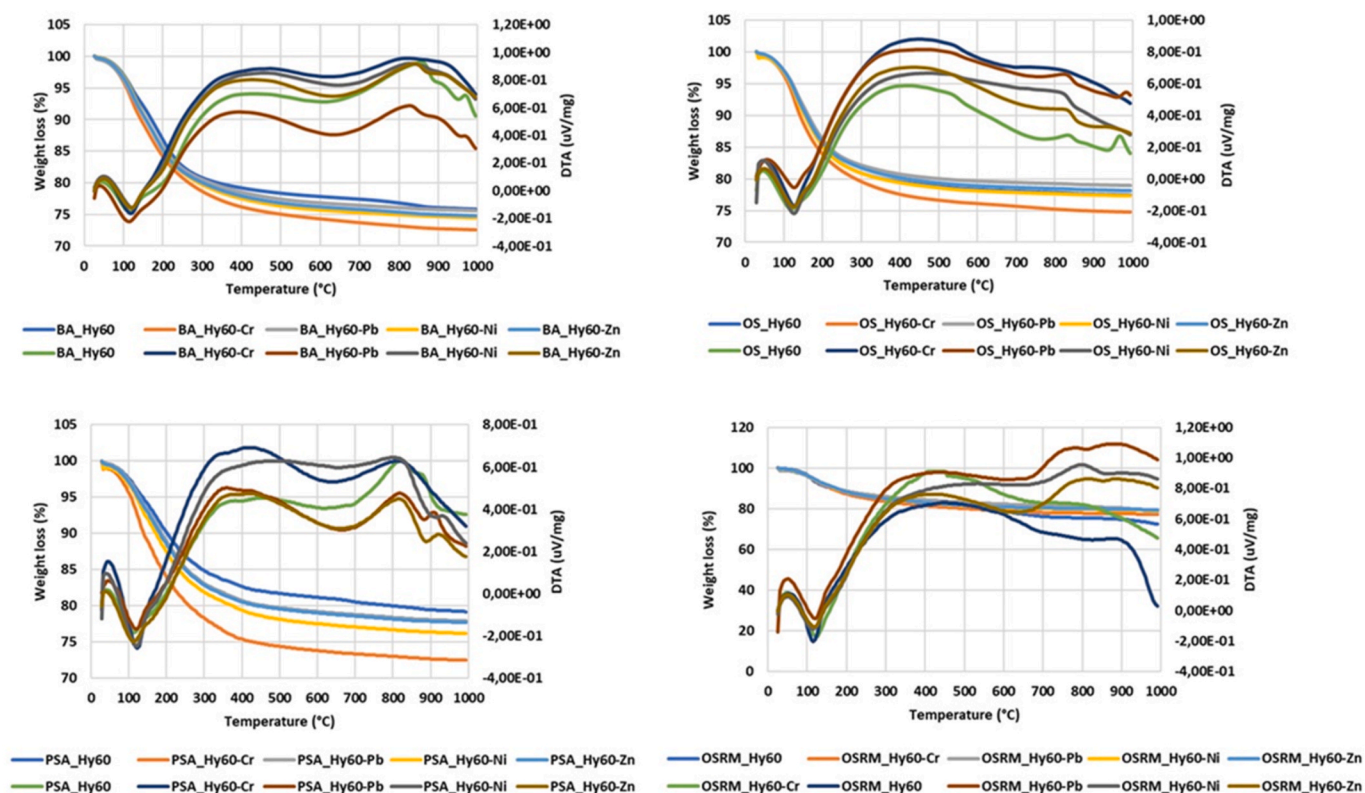 105
100
95
90
85
80
75
70
Weight loss (%)
1,20E+00
1,00E+00
8,00E-01
6,00E-01
4,00E-01
2,00E-01
0,00E+00
-2,00E-01
-4,00E-01
DTA (uV/mg)
0 100 200 300 400 500 600 700 800 900 1000
Temperature (°C)
BA_Hy60 BA_Hy60-Cr BA_Hy60-Pb BA_Hy60-Ni BA_Hy60-Zn
BA_Hy60 BA_Hy60-Cr BA_Hy60-Pb BA_Hy60-Ni BA_Hy60-Zn
105
100
95
90
85
80
75
70
Weight loss (%)
1,00E+00
8,00E-01
6,00E-01
4,00E-01
2,00E-01
0,00E+00
-2,00E-01
-4,00E-01
DTA (uV/mg)
0 100 200 300 400 500 600 700 800 900 1000
Temperature (°C)
OS_Hy60 OS_Hy60-Cr OS_Hy60-Pb OS_Hy60-Ni OS_Hy60-Zn
OS_Hy60 OS_Hy60-Cr OS_Hy60-Pb OS_Hy60-Ni OS_Hy60-Zn
105
100
95
90
85
80
75
70
Weight loss (%)
8,00E-01
6,00E-01
4,00E-01
2,00E-01
0,00E+00
-2,00E-01
-4,00E-01
DTA (uV/mg)
0 100 200 300 400 500 600 700 800 900 1000
Temperature (°C)
PSA_Hy60 PSA_Hy60-Cr PSA_Hy60-Pb PSA_Hy60-Ni PSA_Hy60-Zn
PSA_Hy60 PSA_Hy60-Cr PSA_Hy60-Pb PSA_Hy60-Ni PSA_Hy60-Zn
120
100
80
60
40
20
0
Weight loss (%)
1,20E+00
1,00E+00
8,00E-01
6,00E-01
4,00E-01
2,00E-01
0,00E+00
-2,00E-01
-4,00E-01
DTA (uV/mg)
0 100 200 300 400 500 600 700 800 900 1000
Temperature (°C)
OSRM_Hy60 OSRM_Hy60-Cr OSRM_Hy60-Pb OSRM_Hy60-Ni OSRM_Hy60-Zn
OSRM_Hy60-Cr OSRM_Hy60 OSRM_Hy60-Pb OSRM_Hy60-Ni OSRM_Hy60-Zn